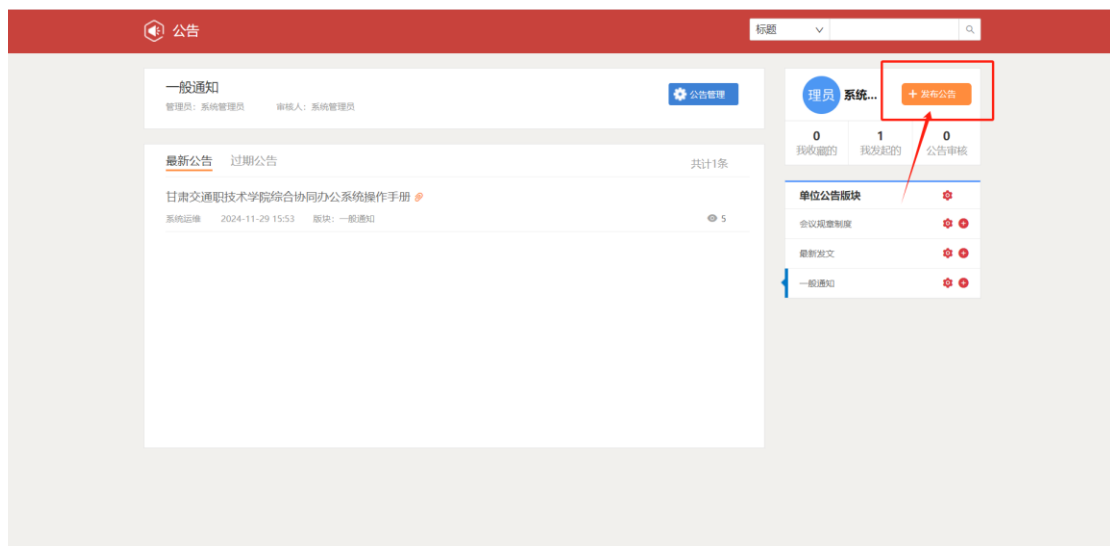 公告
标题
一般通知
管理员：系统管理员 审核人：系统管理员
公告管理
理员 系统...
+ 发布公告
0 1 0
我收藏的 我发起的 公告审核
最新公告 过期公告 共计1条
甘肃交通职技术学院综合协同办公系统操作手册
系统运维 2024-11-29 15:53 版块：一般通知 5
单位公告版块
会议规章制度
最新发文
一般通知